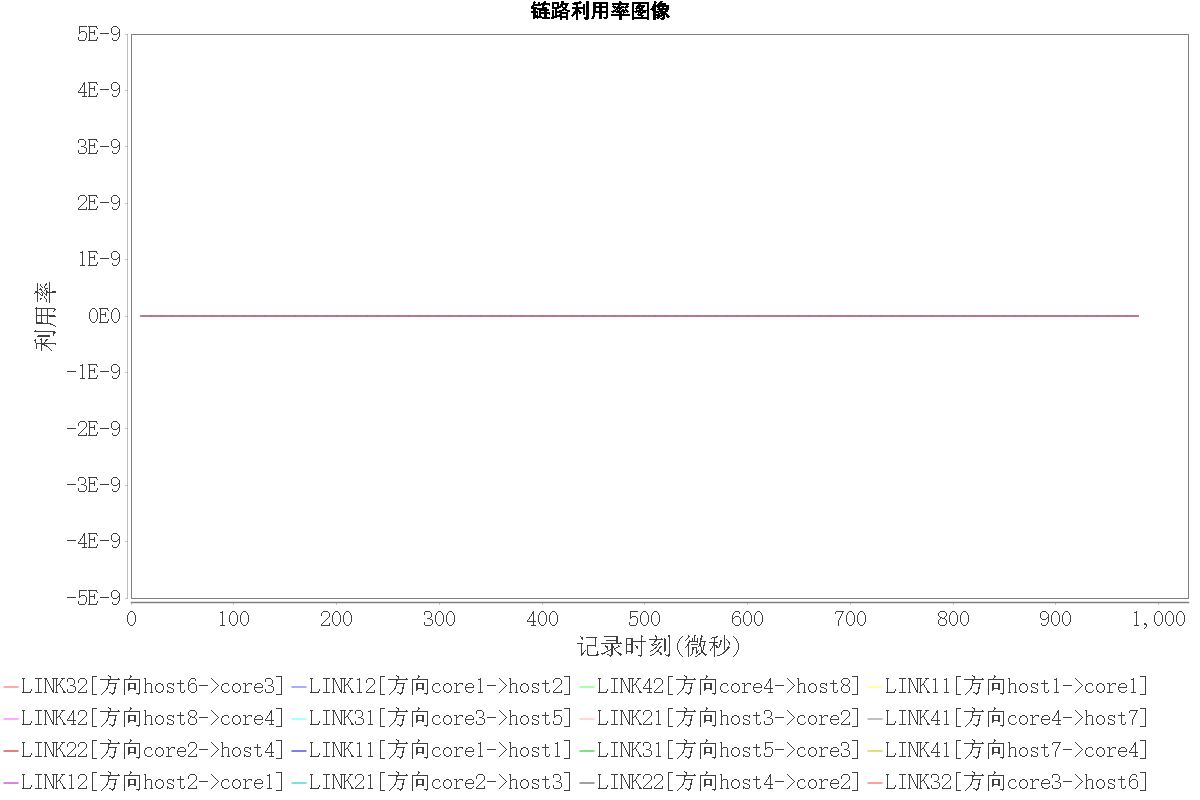 链路利用率图像
5E-9
4E-9
3E-9
2E-9
1E-9
0E0
-1E-9
-2E-9
-3E-9
-4E-9
-5E-9
利用率
0 100 200 300 400 500 600 700 800 900 1,000
记录时刻(微秒)
LINK32[方向host6->core3] LINK12[方向core1->host2] LINK42[方向core4->host8] LINK11[方向host1->core1]
LINK42[方向host8->core4] LINK31[方向core3->host5] LINK21[方向host3->core2] LINK41[方向core4->host7]
LINK22[方向core2->host4] LINK11[方向core1->host1] LINK31[方向host5->core3] LINK41[方向host7->core4]
LINK12[方向host2->core1] LINK21[方向core2->host3] LINK22[方向host4->core2] LINK32[方向core3->host6]